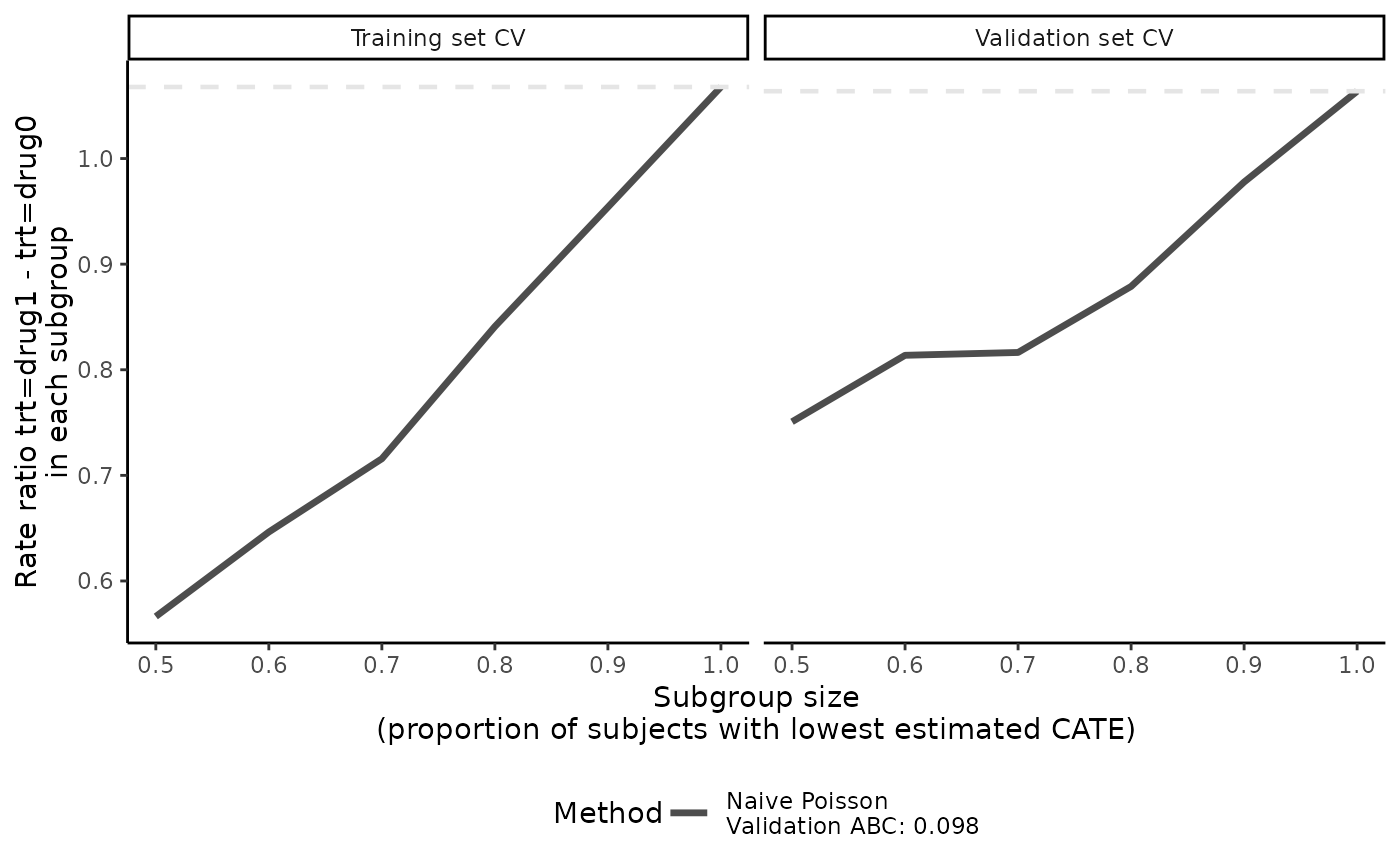 Training set CV
Validation set CV
Rate ratio trt=drug1 - trt=drug0
in each subgroup
1.0
0.9
0.8
0.7
0.6
0.5 0.6 0.7 0.8 0.9 1.0
0.5 0.6 0.7 0.8 0.9 1.0
Subgroup size
(proportion of subjects with lowest estimated CATE)
Method
Naive Poisson
Validation ABC: 0.098